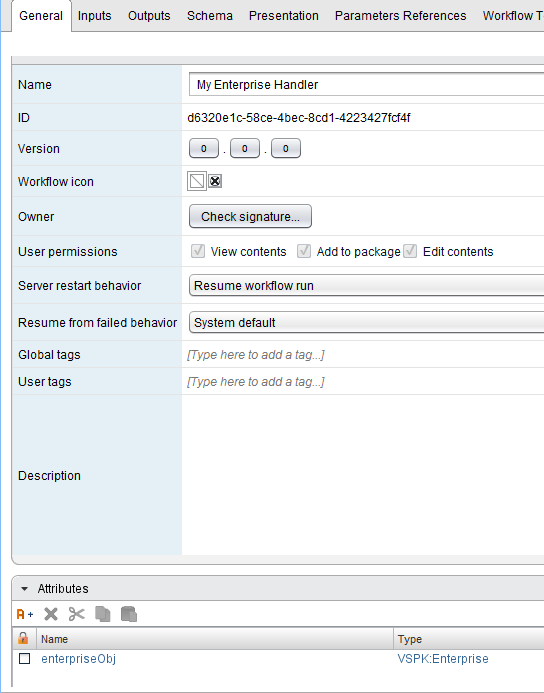 General Inputs Outputs Schema Presentation Parameters References Workflow T
Name My Enterprise Handler
ID d6320e1c-58ce-4bec-8cd1-4223427fcf4f
Version 0 . 0 . 0
Workflow icon
Owner Check signature...
User permissions View contents Add to package Edit contents
Server restart behavior Resume workflow run
Resume from failed behavior System default
Global tags [Type here to add a tag...]
User tags [Type here to add a tag...]
Description
Attributes
A+
Name Type
enterpriseObj VSPK:Enterprise